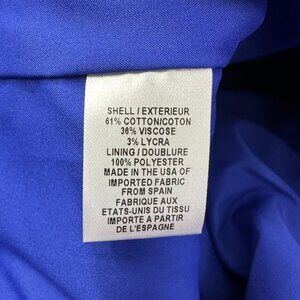 SHELL / EXTERIEUR
61% COTTON/COTON
36% VISCOSE
3% LYCRA
LINING / DOUBLURE
100% POLYESTER
MADE IN THE USA OF
IMPORTED FABRIC
FROM SPAIN
FABRIQUE AUX
ETATS-UNIS DU TISSU
IMPORTE A PARTIR
DE L'ESPAGNE